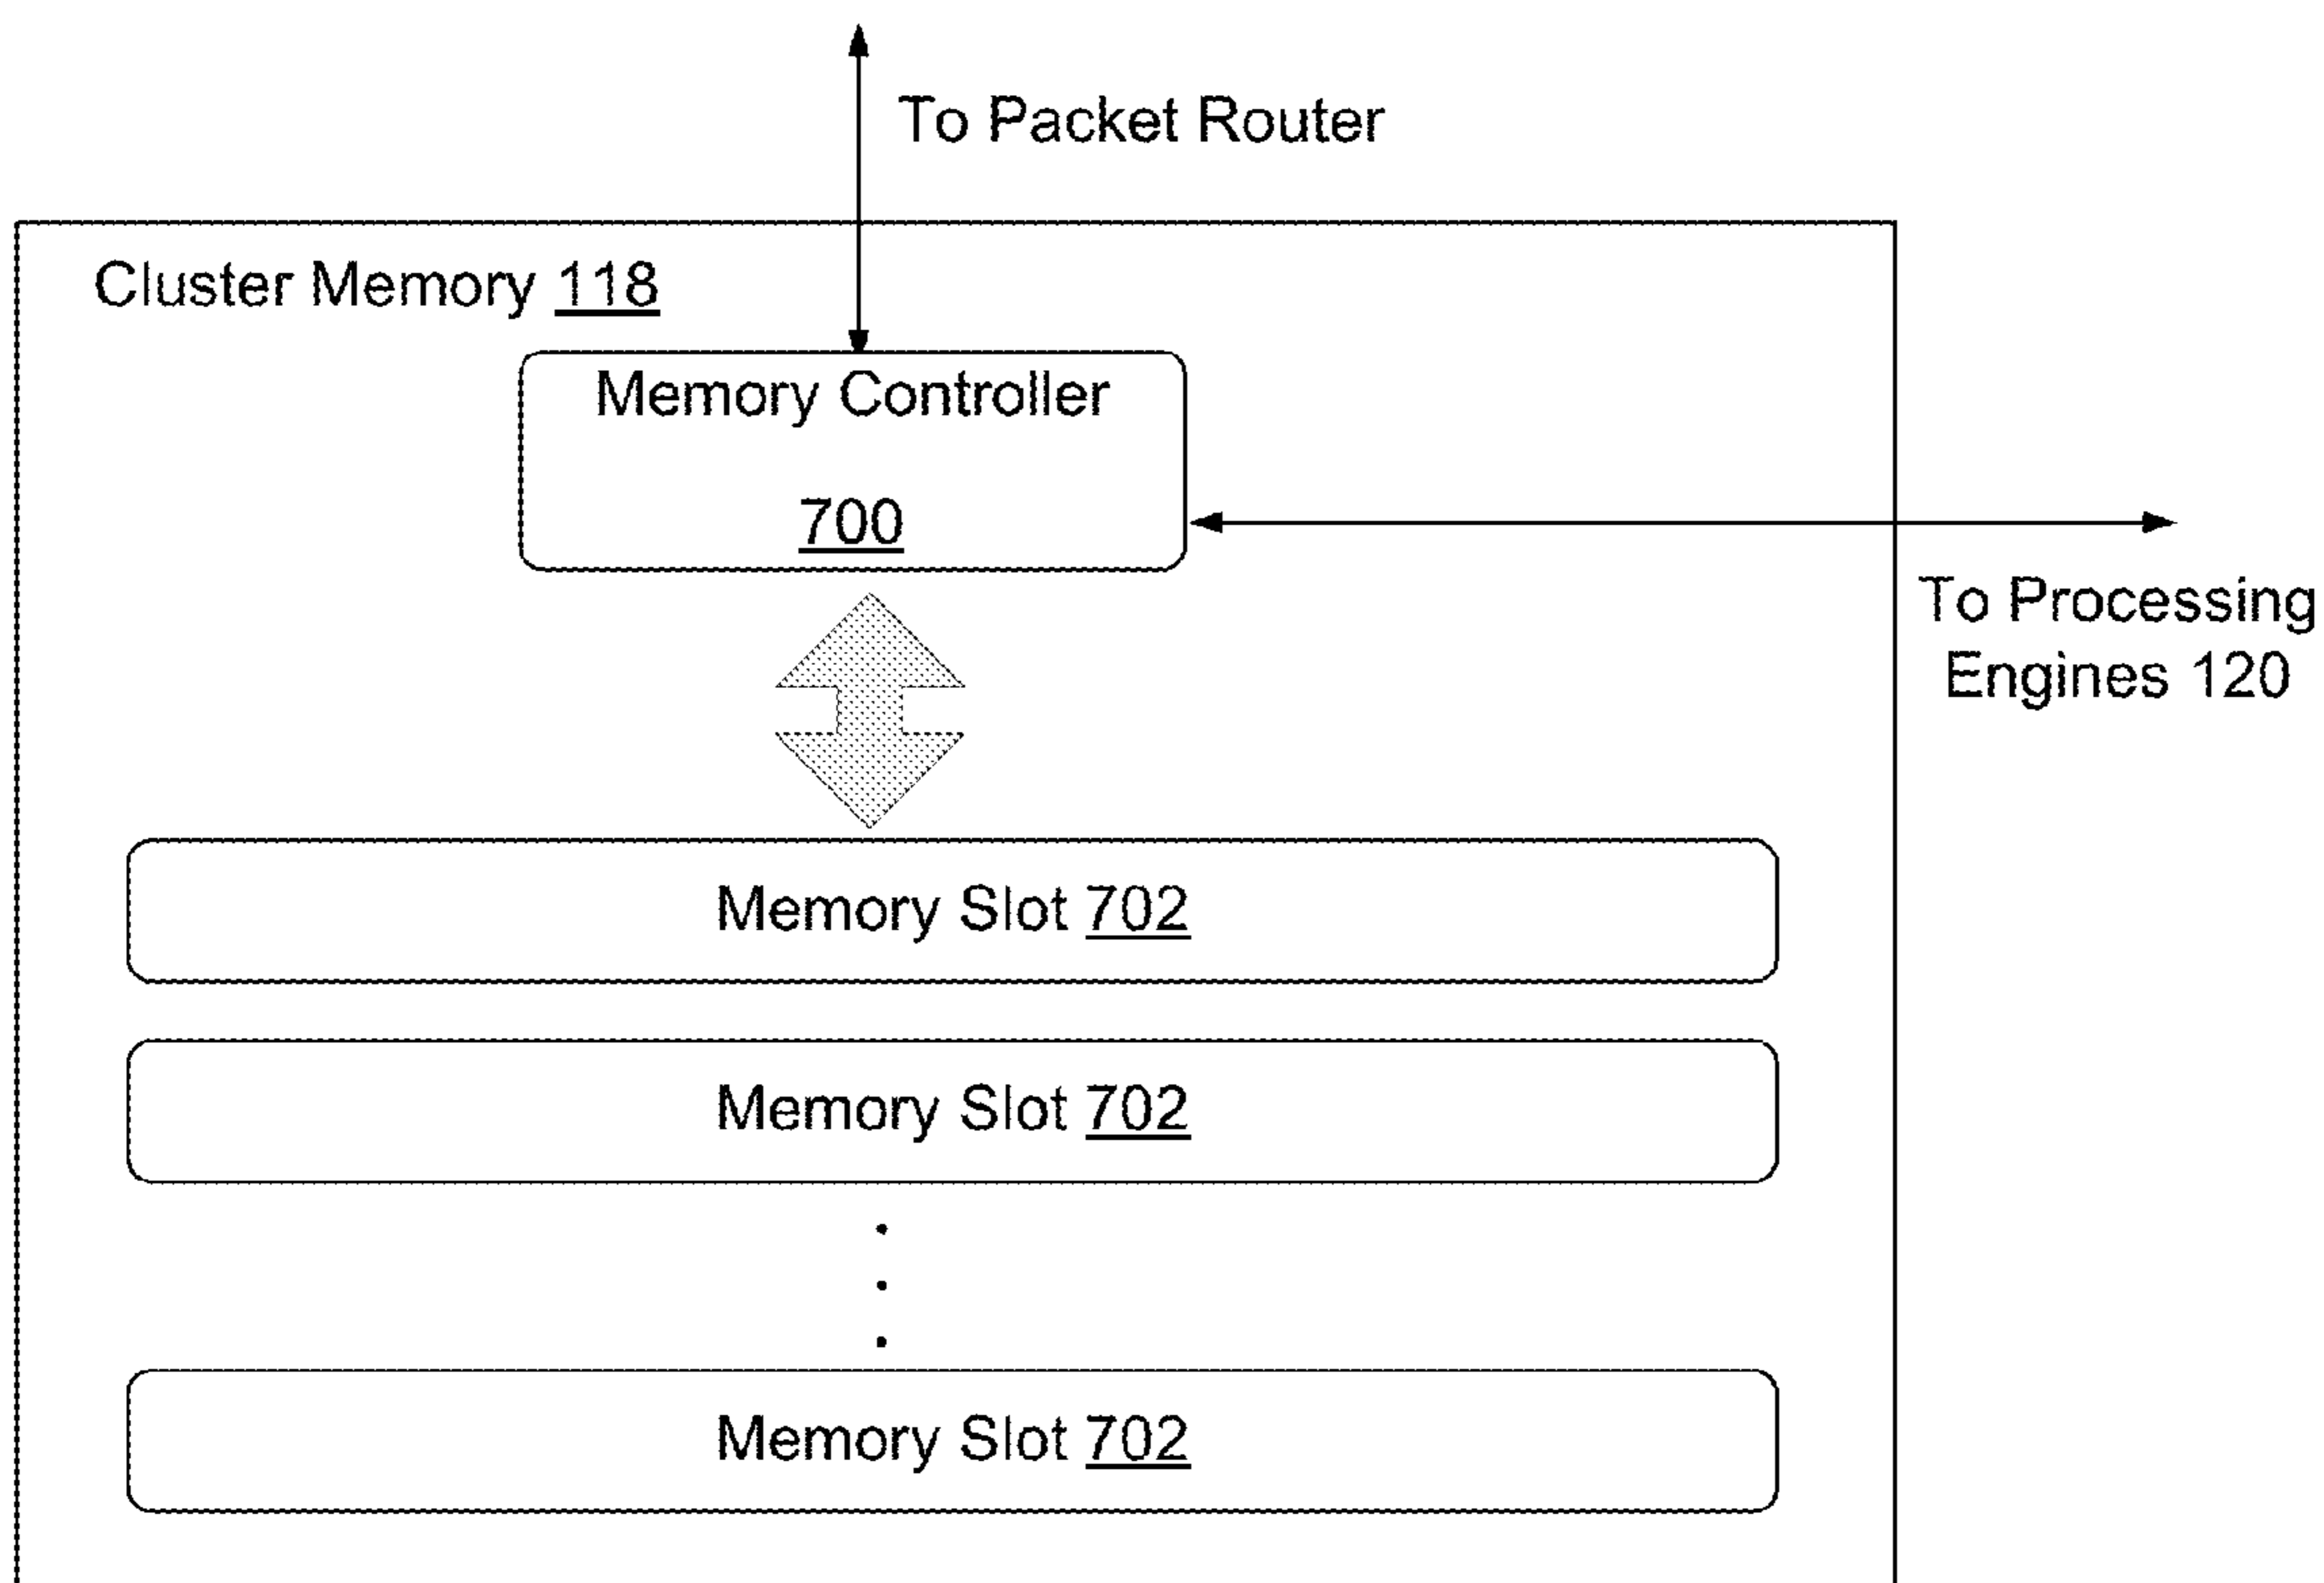 To Packet Router
Cluster Memory 118
Memory Controller
700
To Processing
Engines 120
Memory Slot 702
Memory Slot 702
Memory Slot 702